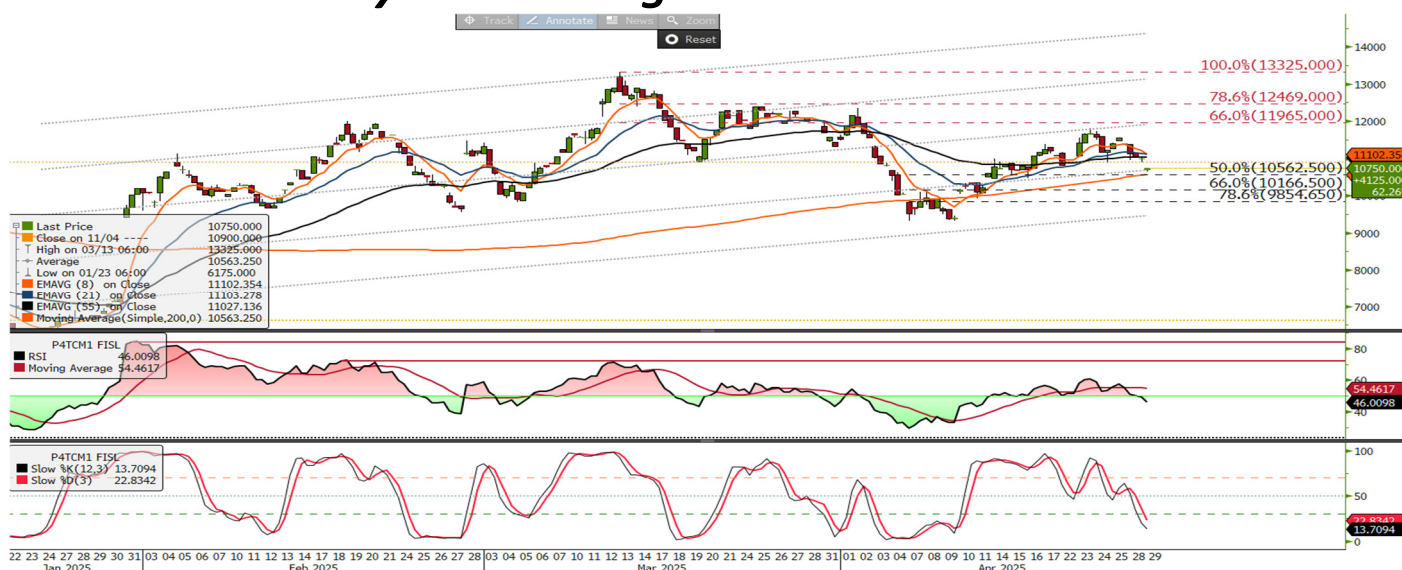 Track Annotate News Zoom
Reset
14000
100.0%(13325.000)
13000
78.6%(12469.000)
12000
66.0%(11965.000)
11102.354
50.0%(10562.500)
10750.000
+4125.000
66.0%(10166.500)
62.26
78.6%(9854.650)
9000
8000
7000
Last Price 10750.000
Close on 11/04 ---- 10900.000
High on 03/13 06:00 13325.000
Average 10563.250
Low on 01/23 06:00 6175.000
EMAVG (8) on Close 11102.354
EMAVG (21) on Close 11103.278
EMAVG (55) on Close 11027.136
Moving Average(Simple,200,0) 10563.250
P4TCM1 FISL
RSI 46.0098
Moving Average 54.4617
80
60
54.4617
46.0098
40
P4TCM1 FISL
Slow %K(12,3) 13.7094
Slow %D(3) 22.8342
100
50
22.8342
13.7094
0
22 23 24 27 28 29 30 31 03 04 05 06 07 10 11 12 13 14 17 18 19 20 21 24 25 26 27 28 03 04 05 06 07 10 11 12 13 14 17 18 19 20 21 24 25 26 27 28 31 01 02 03 04 07 08 09 10 11 14 15 16 17 22 23 24 25 28 29
Jan 2025 Feb 2025 Mar 2025 Apr 2025